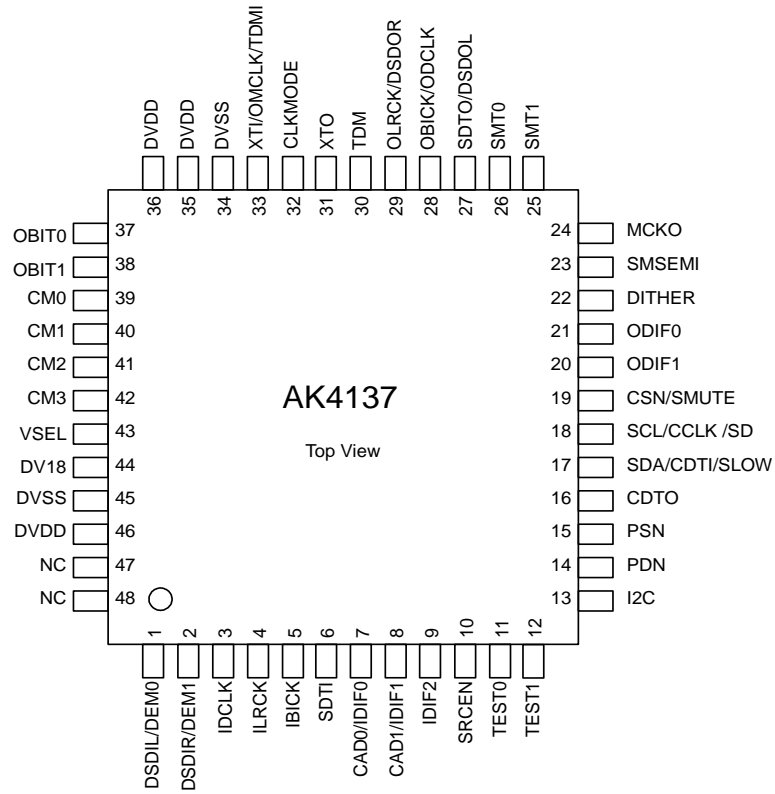 DVDD
DVDD
DVSS
XTI/OMCLK/TDMI
CLKMODE
XTO
TDM
OLRCK/DSDOR
OBICK/ODCLK
SDTO/DSDOL
SMT0
SMT1
36
35
34
33
32
31
30
29
28
27
26
25
OBIT0 37
OBIT1 38
CM0 39
CM1 40
CM2 41
CM3 42
VSEL 43
DV18 44
DVSS 45
DVDD 46
NC 47
NC 48
AK4137
Top View
24 MCKO
23 SMSEMI
22 DITHER
21 ODIF0
20 ODIF1
19 CSN/SMUTE
18 SCL/CCLK /SD
17 SDA/CDTI/SLOW
16 CDTO
15 PSN
14 PDN
13 I2C
1
2
3
4
5
6
7
8
9
10
11
12
DSDIL/DEM0
DSDIR/DEM1
IDCLK
ILRCK
IBICK
SDTI
CAD0/IDIF0
CAD1/IDIF1
IDIF2
SRCEN
TEST0
TEST1